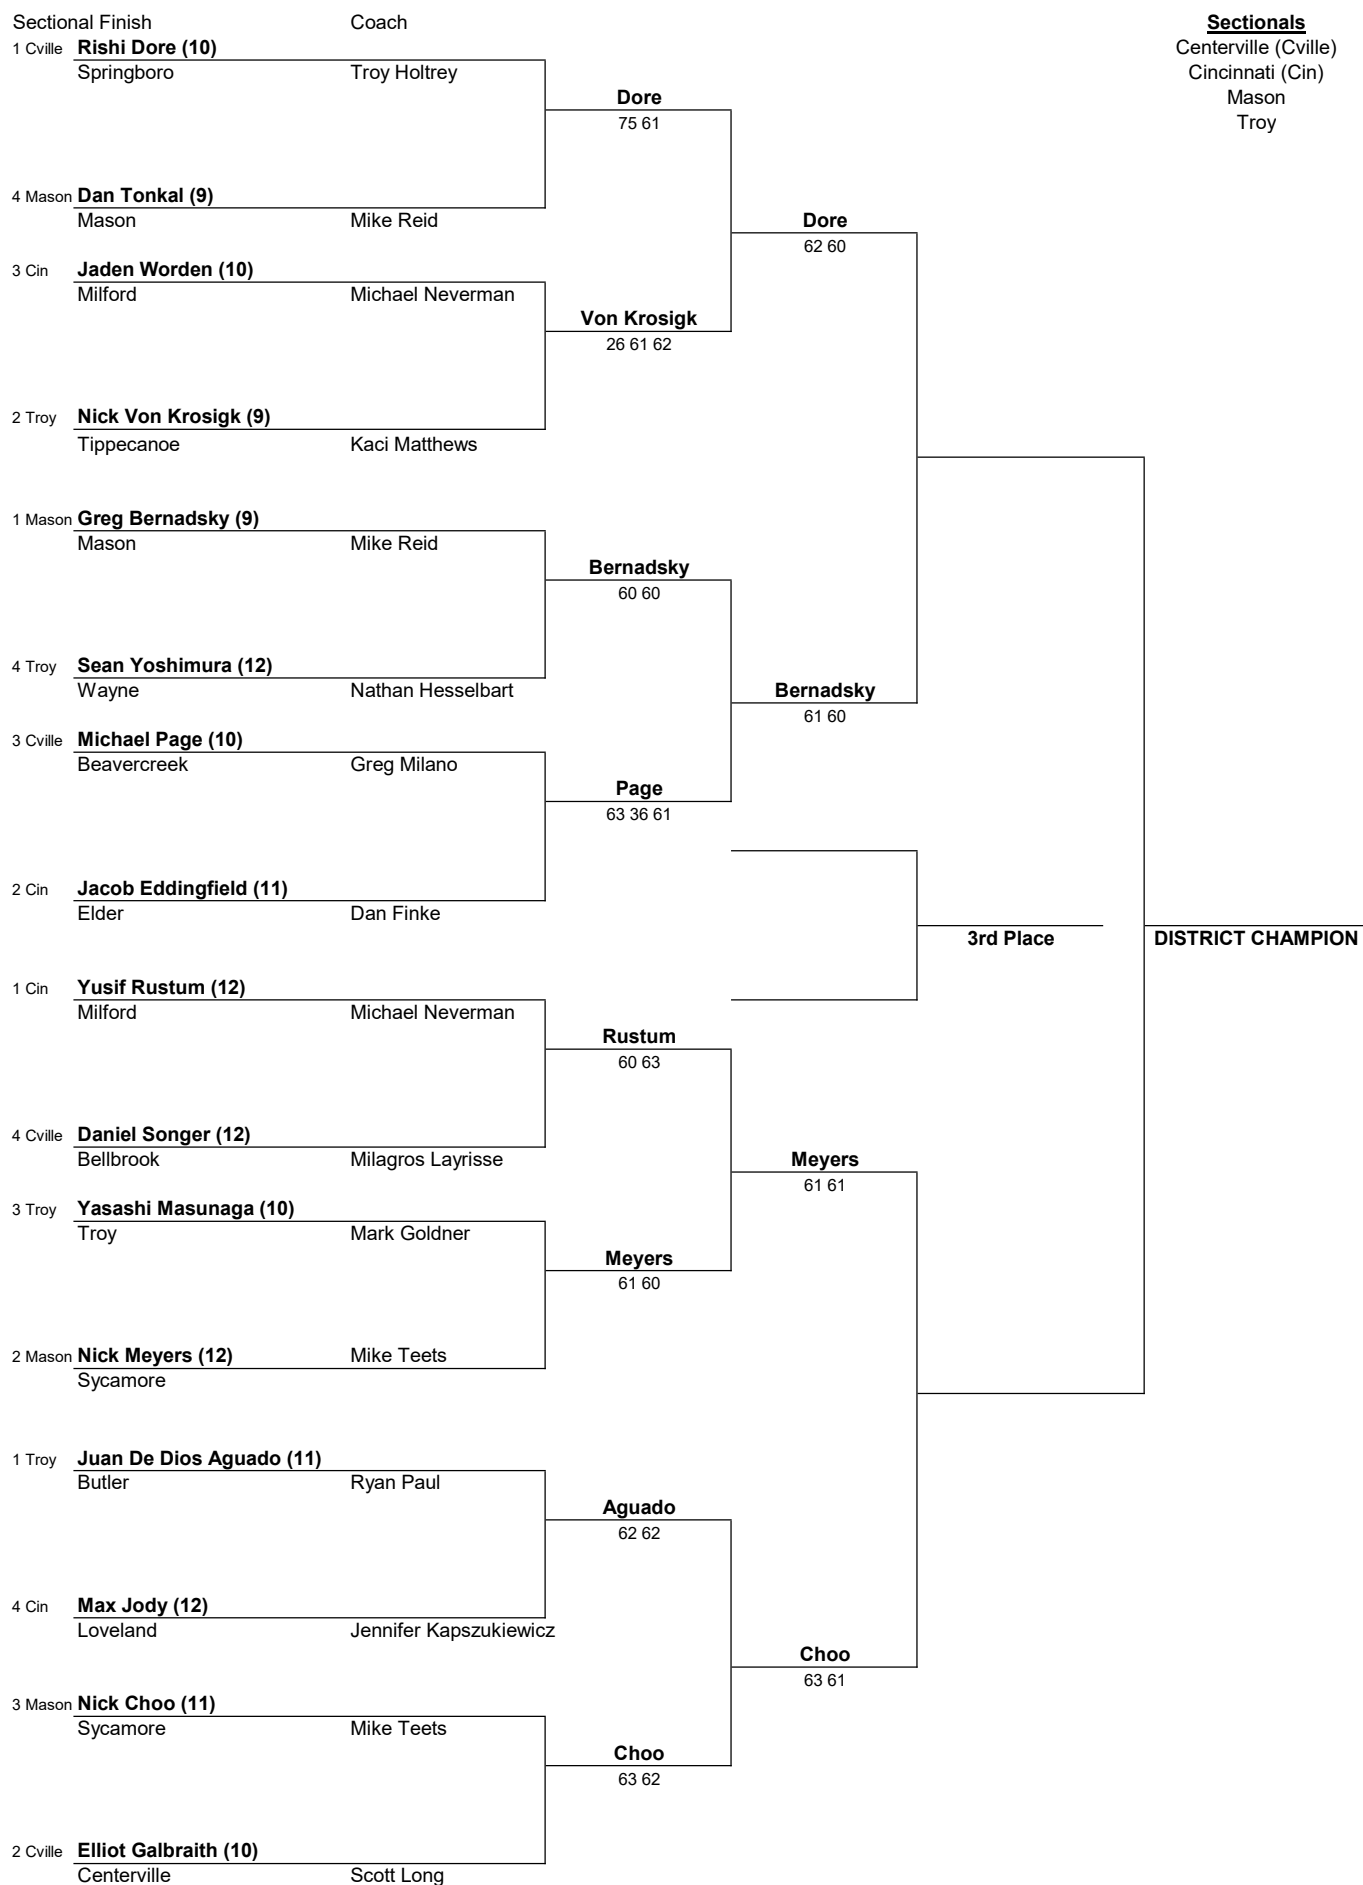 Sectional Finish Coach Sectionals
1 Cville Rishi Dore (10) Centerville (Cville)
Springboro Troy Holtrey Cincinnati (Cin)
Dore Mason
75 61 Troy
4 Mason Dan Tonkal (9)
Mason Mike Reid Dore
62 60
3 Cin Jaden Worden (10)
Milford Michael Neverman
Von Krosigk
26 61 62
2 Troy Nick Von Krosigk (9)
Tippecanoe Kaci Matthews
1 Mason Greg Bernadsky (9)
Mason Mike Reid
Bernadsky
60 60
4 Troy Sean Yoshimura (12)
Wayne Nathan Hesselbart Bernadsky
61 60
3 Cville Michael Page (10)
Beavercreek Greg Milano
Page
63 36 61
2 Cin Jacob Eddingfield (11)
Elder Dan Finke
3rd Place DISTRICT CHAMPION
1 Cin Yusif Rustum (12)
Milford Michael Neverman
Rustum
60 63
4 Cville Daniel Songer (12)
Bellbrook Milagros Layrisse Meyers
61 61
3 Troy Yasashi Masunaga (10)
Troy Mark Goldner
Meyers
61 60
2 Mason Nick Meyers (12) Mike Teets
Sycamore
1 Troy Juan De Dios Aguado (11)
Butler Ryan Paul
Aguado
62 62
4 Cin Max Jody (12)
Loveland Jennifer Kapszukiewicz
Choo
63 61
3 Mason Nick Choo (11)
Sycamore Mike Teets
Choo
63 62
2 Cville Elliot Galbraith (10)
Centerville Scott Long